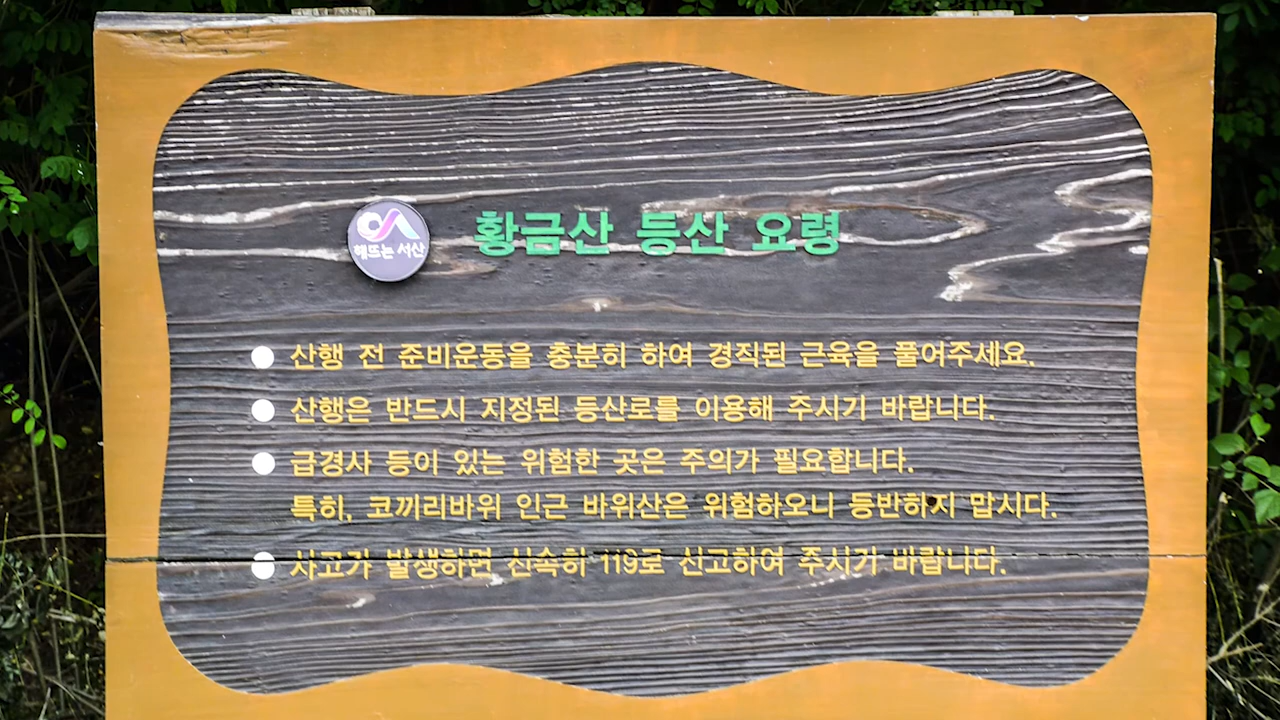 해뜨는 서산
황금산 등산 요령
산행 전 준비운동을 충분히 하여 경직된 근육을 풀어주세요.
산행은 반드시 지정된 등산로를 이용해 주시기 바랍니다.
급경사 등이 있는 위험한 곳은 주의가 필요합니다.
특히, 코끼리바위 인근 바위산은 위험하오니 등반하지 맙시다.
사고가 발생하면 신속히 119로 신고하여 주시기 바랍니다.